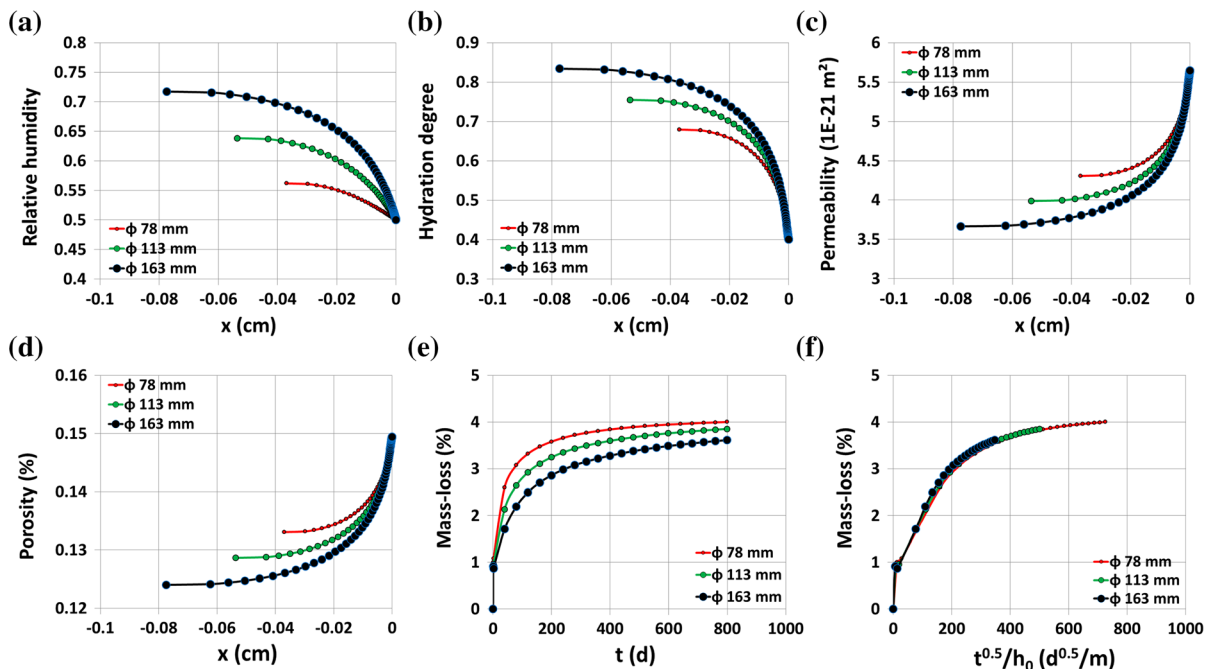 (a)
0.8
0.75
0.7
0.65
0.6
0.55
0.5
0.45
0.4
Relative humidity
ϕ 78 mm
ϕ 113 mm
ϕ 163 mm
-0.1 -0.08 -0.06 -0.04 -0.02 0
x (cm)
(b)
0.9
0.8
0.7
0.6
0.5
0.4
0.3
Hydration degree
ϕ 78 mm
ϕ 113 mm
ϕ 163 mm
-0.1 -0.08 -0.06 -0.04 -0.02 0
x (cm)
(c)
6
5.5
5
4.5
4
3.5
3
Permeability (1E-21 m²)
ϕ 78 mm
ϕ 113 mm
ϕ 163 mm
-0.1 -0.08 -0.06 -0.04 -0.02 0
x (cm)
(d)
0.16
0.15
0.14
0.13
0.12
Porosity (%)
ϕ 78 mm
ϕ 113 mm
ϕ 163 mm
-0.1 -0.08 -0.06 -0.04 -0.02 0
x (cm)
(e)
5
4
3
2
1
0
Mass-loss (%)
ϕ 78 mm
ϕ 113 mm
ϕ 163 mm
0 200 400 600 800 1000
t (d)
(f)
5
4
3
2
1
0
Mass-loss (%)
ϕ 78 mm
ϕ 113 mm
ϕ 163 mm
0 200 400 600 800 1000
t^0.5/h₀ (d^0.5/m)